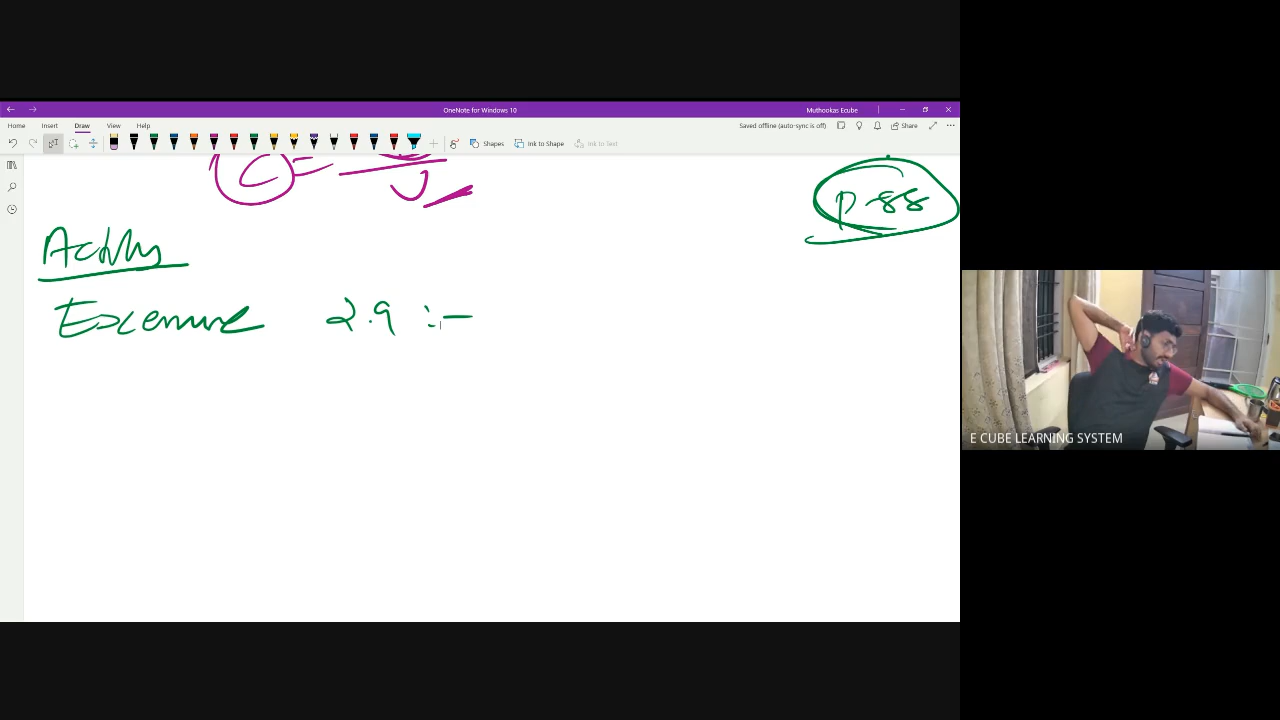 OneNote for Windows 10
Muthookas Ecube
Home Insert Draw View Help
Saved offline (auto-sync is off)
Share
Shapes
Ink to Shape
Ink to Text
C =
P-88
Activity
Excersise 2.9 :-
E CUBE LEARNING SYSTEM